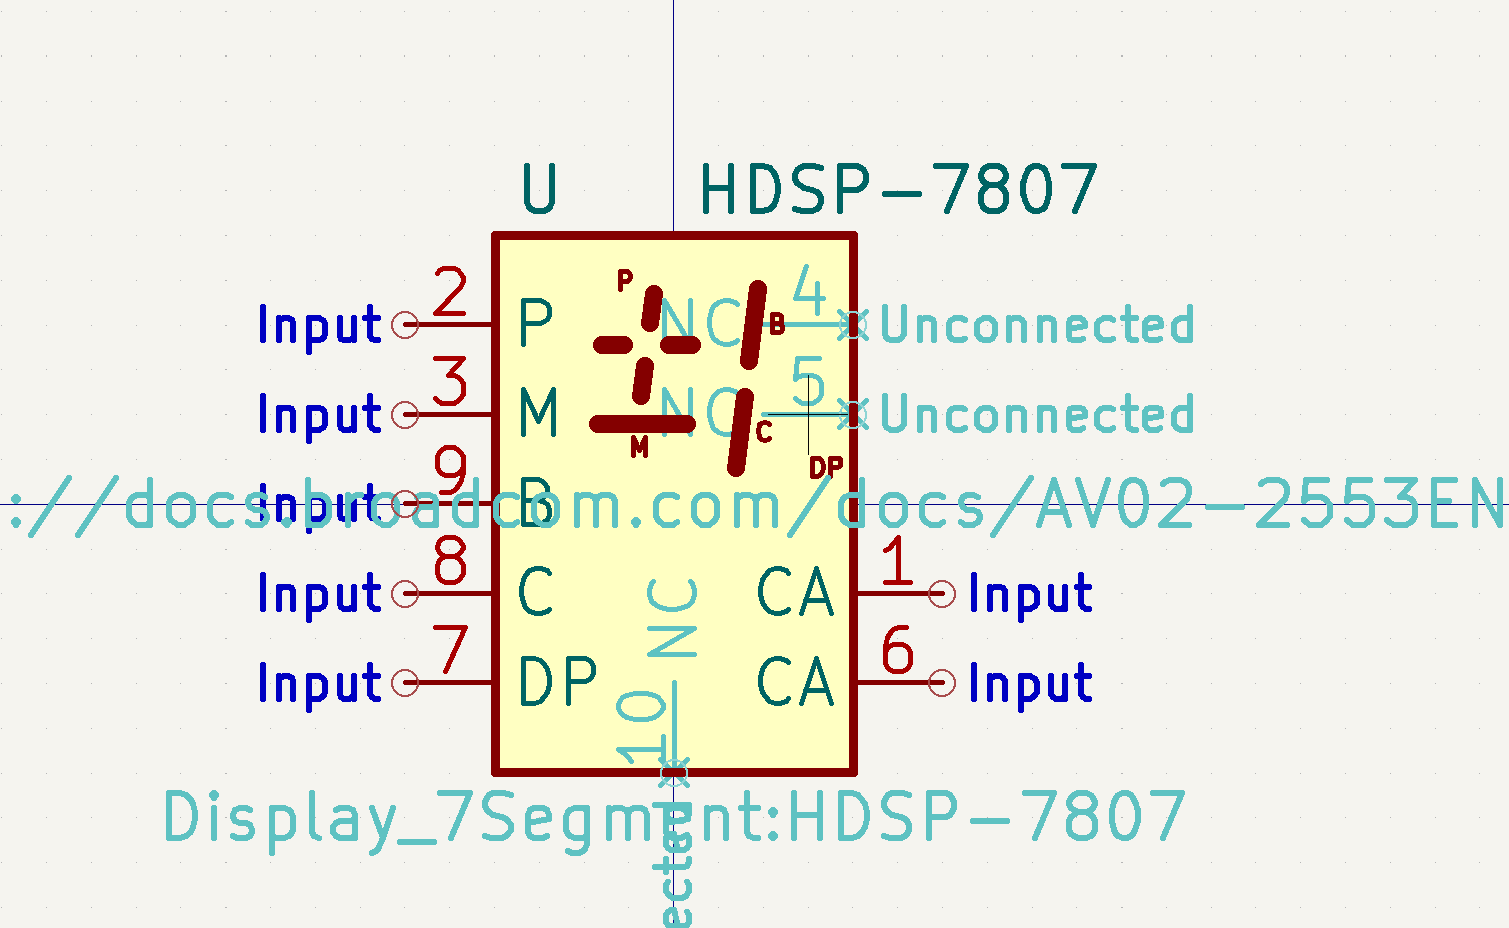 U HDSP-7807
2 P 4 NC
Input B Unconnected
3 P 5 NC
Input M M C Unconnected
9 DP
Input B
://docs.broadcom.com/docs/AV02-2553EN
8 C NC CA 1
Input Input
7 DP 10 CA 6
Input Input
Display_7Segment:HDSP-7807